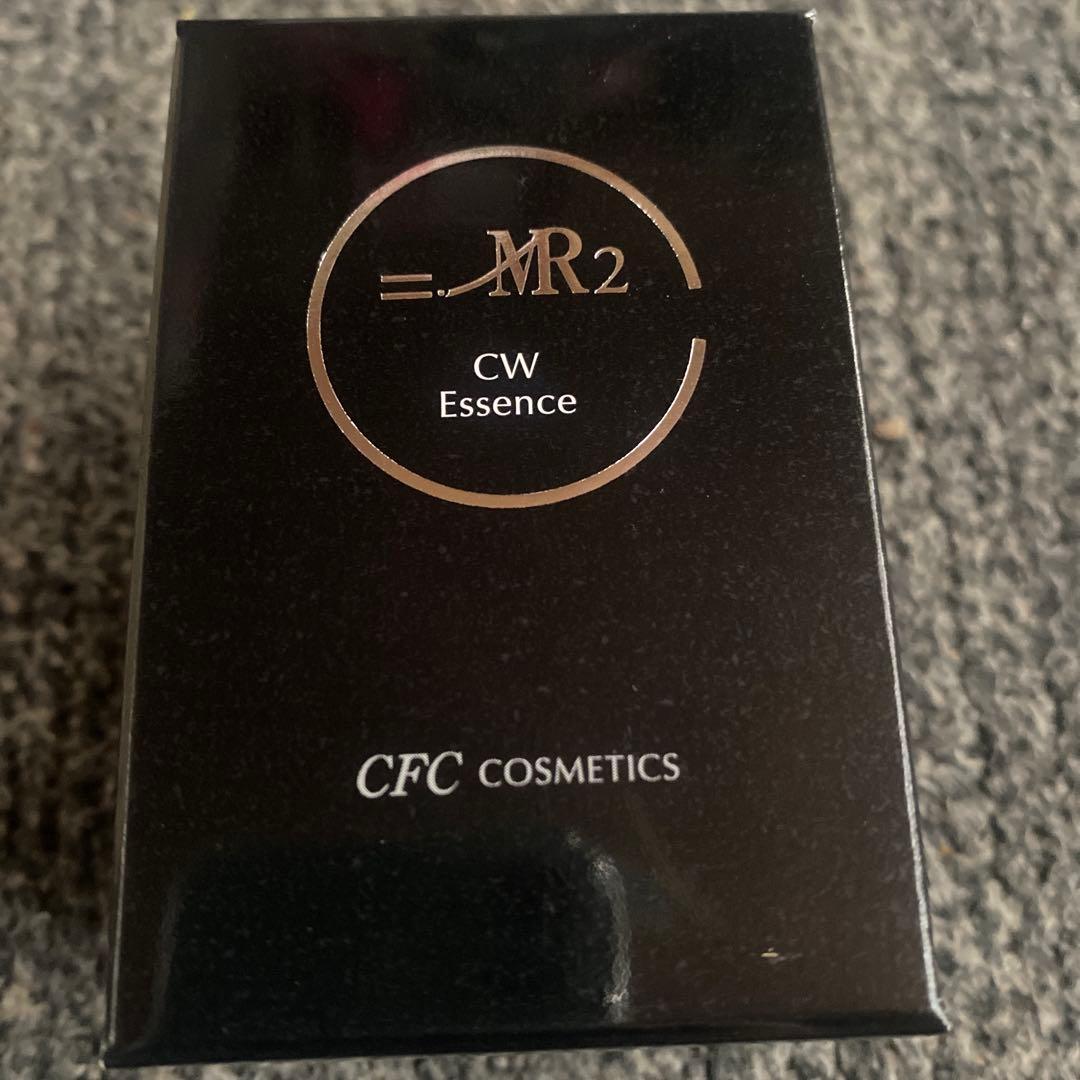 =.MR2
CW
Essence
CFC COSMETICS